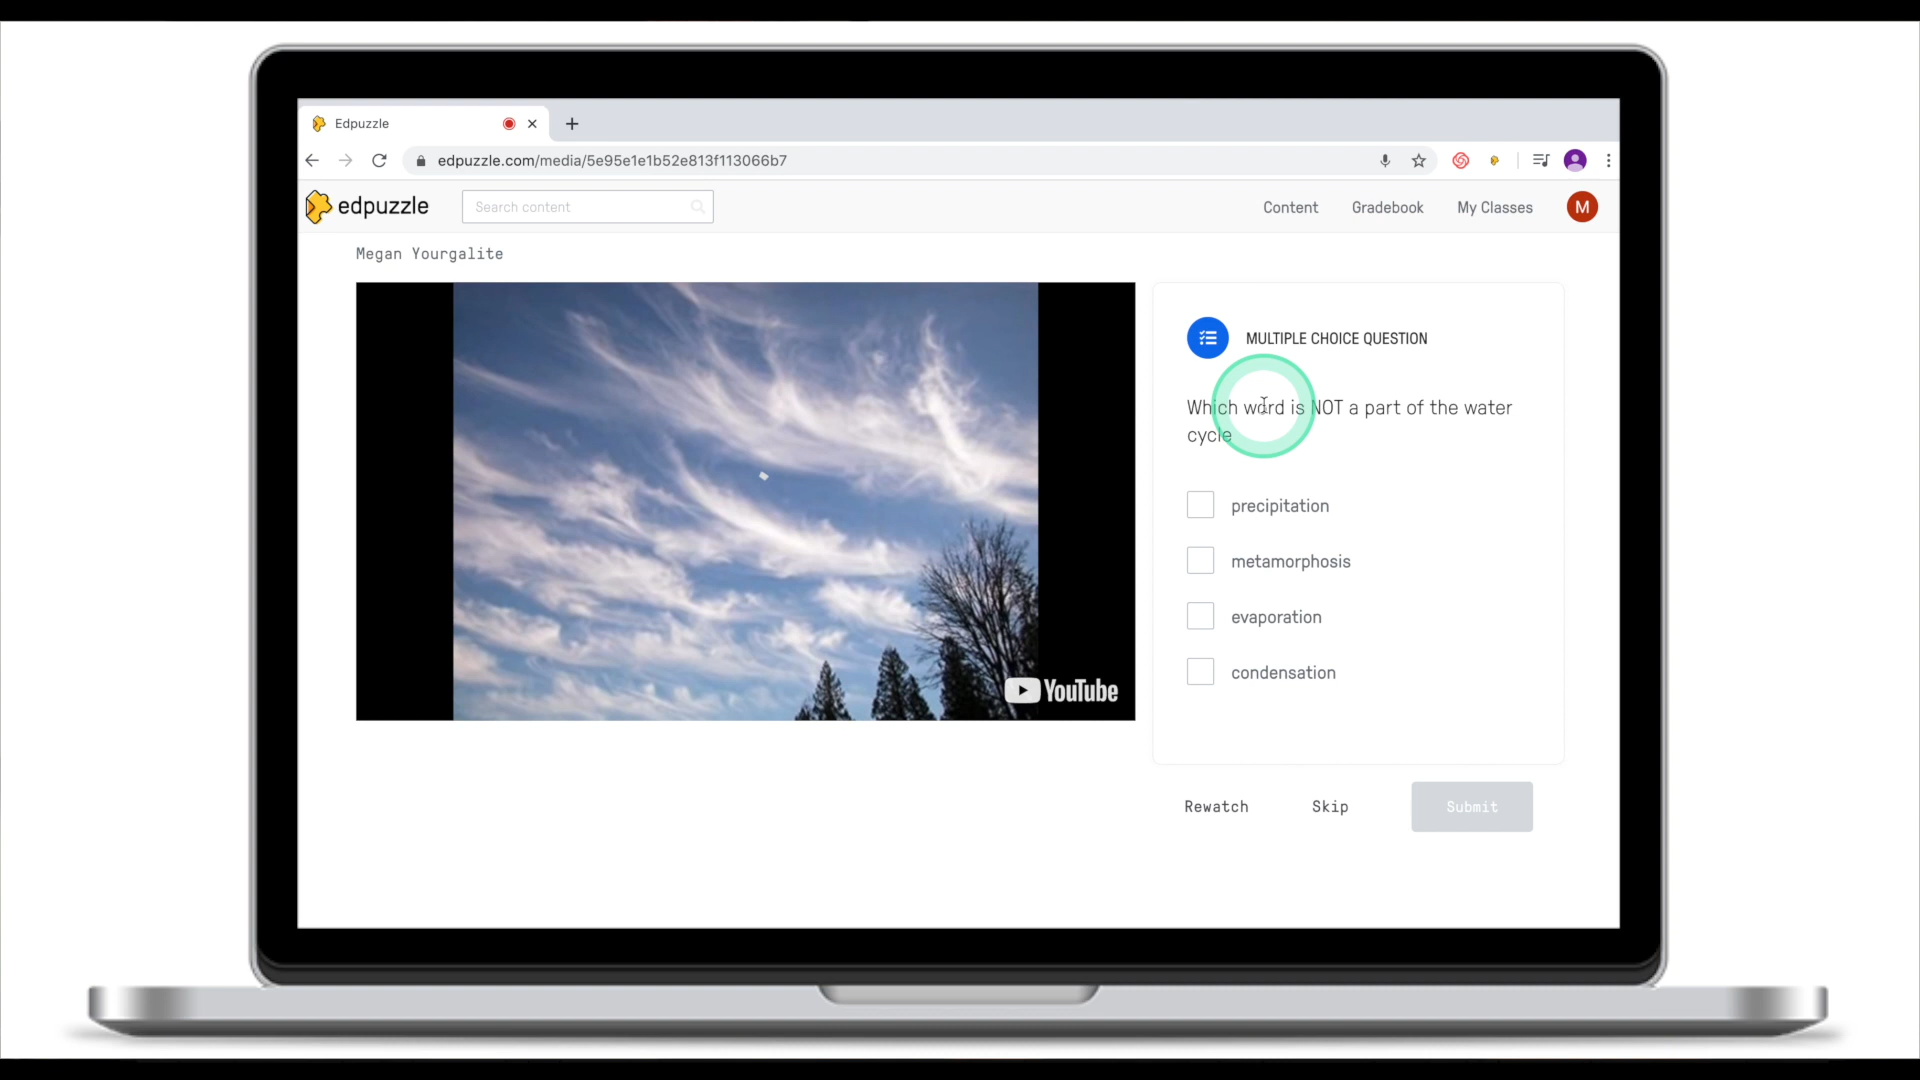 Edpuzzle
edpuzzle.com/media/5e95e1e1b52e813f113066b7
edpuzzle
Search content
Content
Gradebook
My Classes
M
Megan Yourgalite
MULTIPLE CHOICE QUESTION
Which word is NOT a part of the water
cycle
precipitation
metamorphosis
evaporation
condensation
YouTube
Rewatch
Skip
Submit